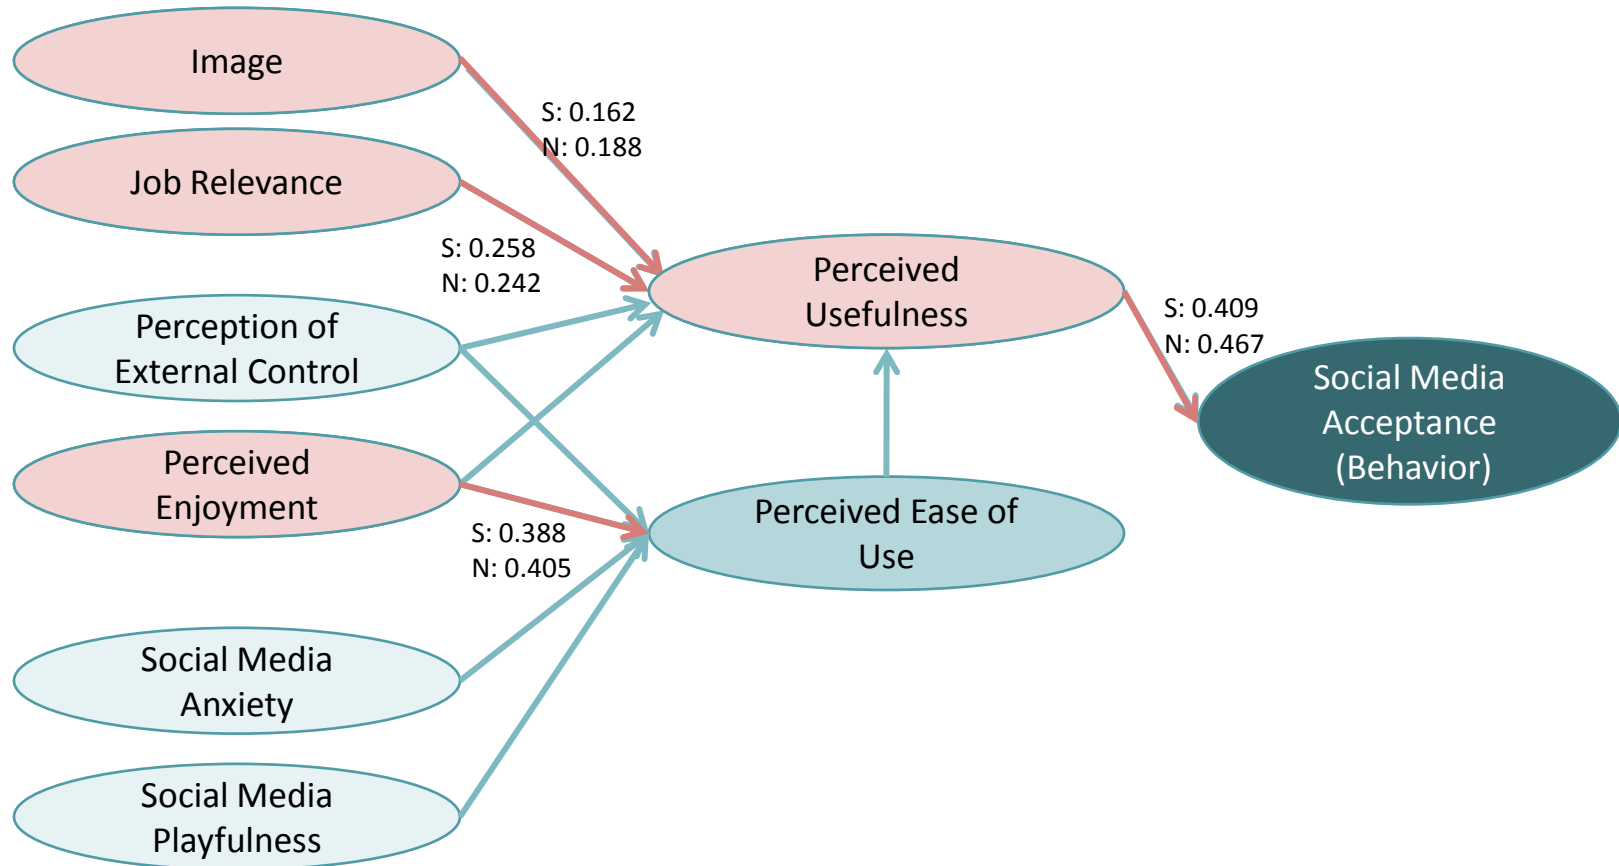 Image
S: 0.162
N: 0.188
Job Relevance
S: 0.258
N: 0.242
Perceived
Usefulness
S: 0.409
N: 0.467
Perception of
External Control
Social Media
Acceptance
(Behavior)
Perceived
Enjoyment
S: 0.388
N: 0.405
Perceived Ease of
Use
Social Media
Anxiety
Social Media
Playfulness